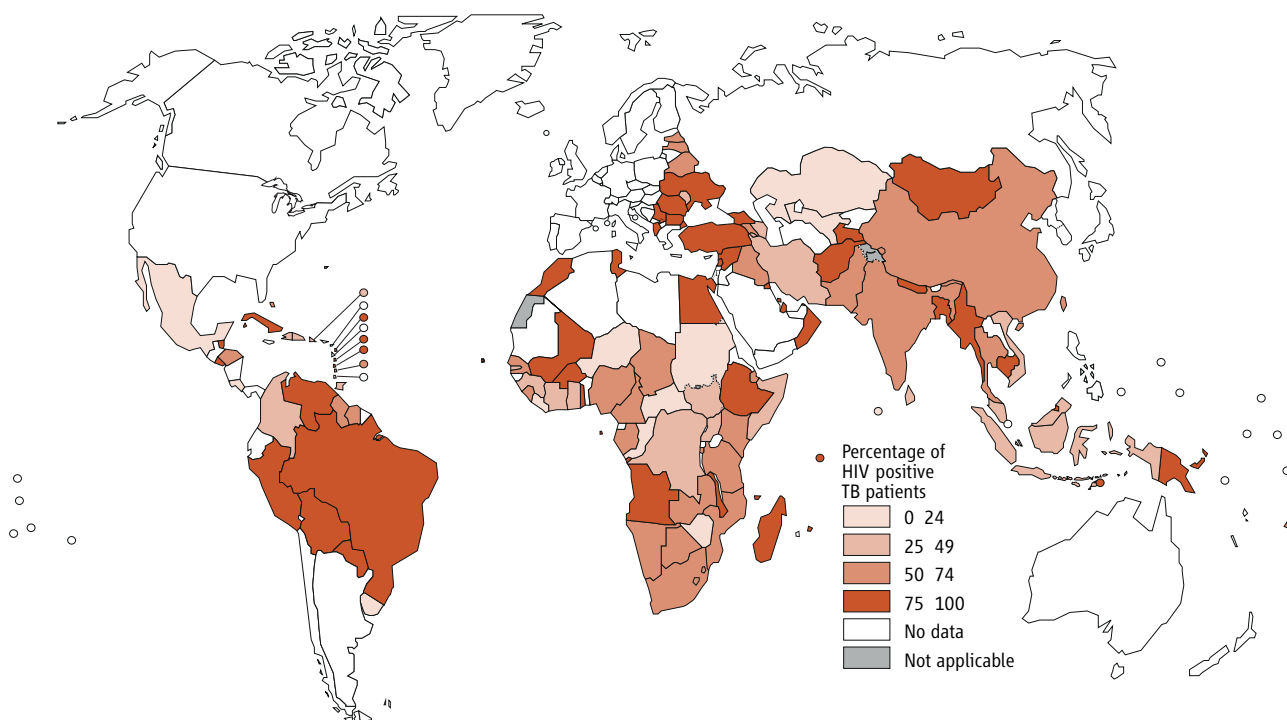 Percentage of
HIV positive
TB patients
0 24
25 49
50 74
75 100
No data
Not applicable